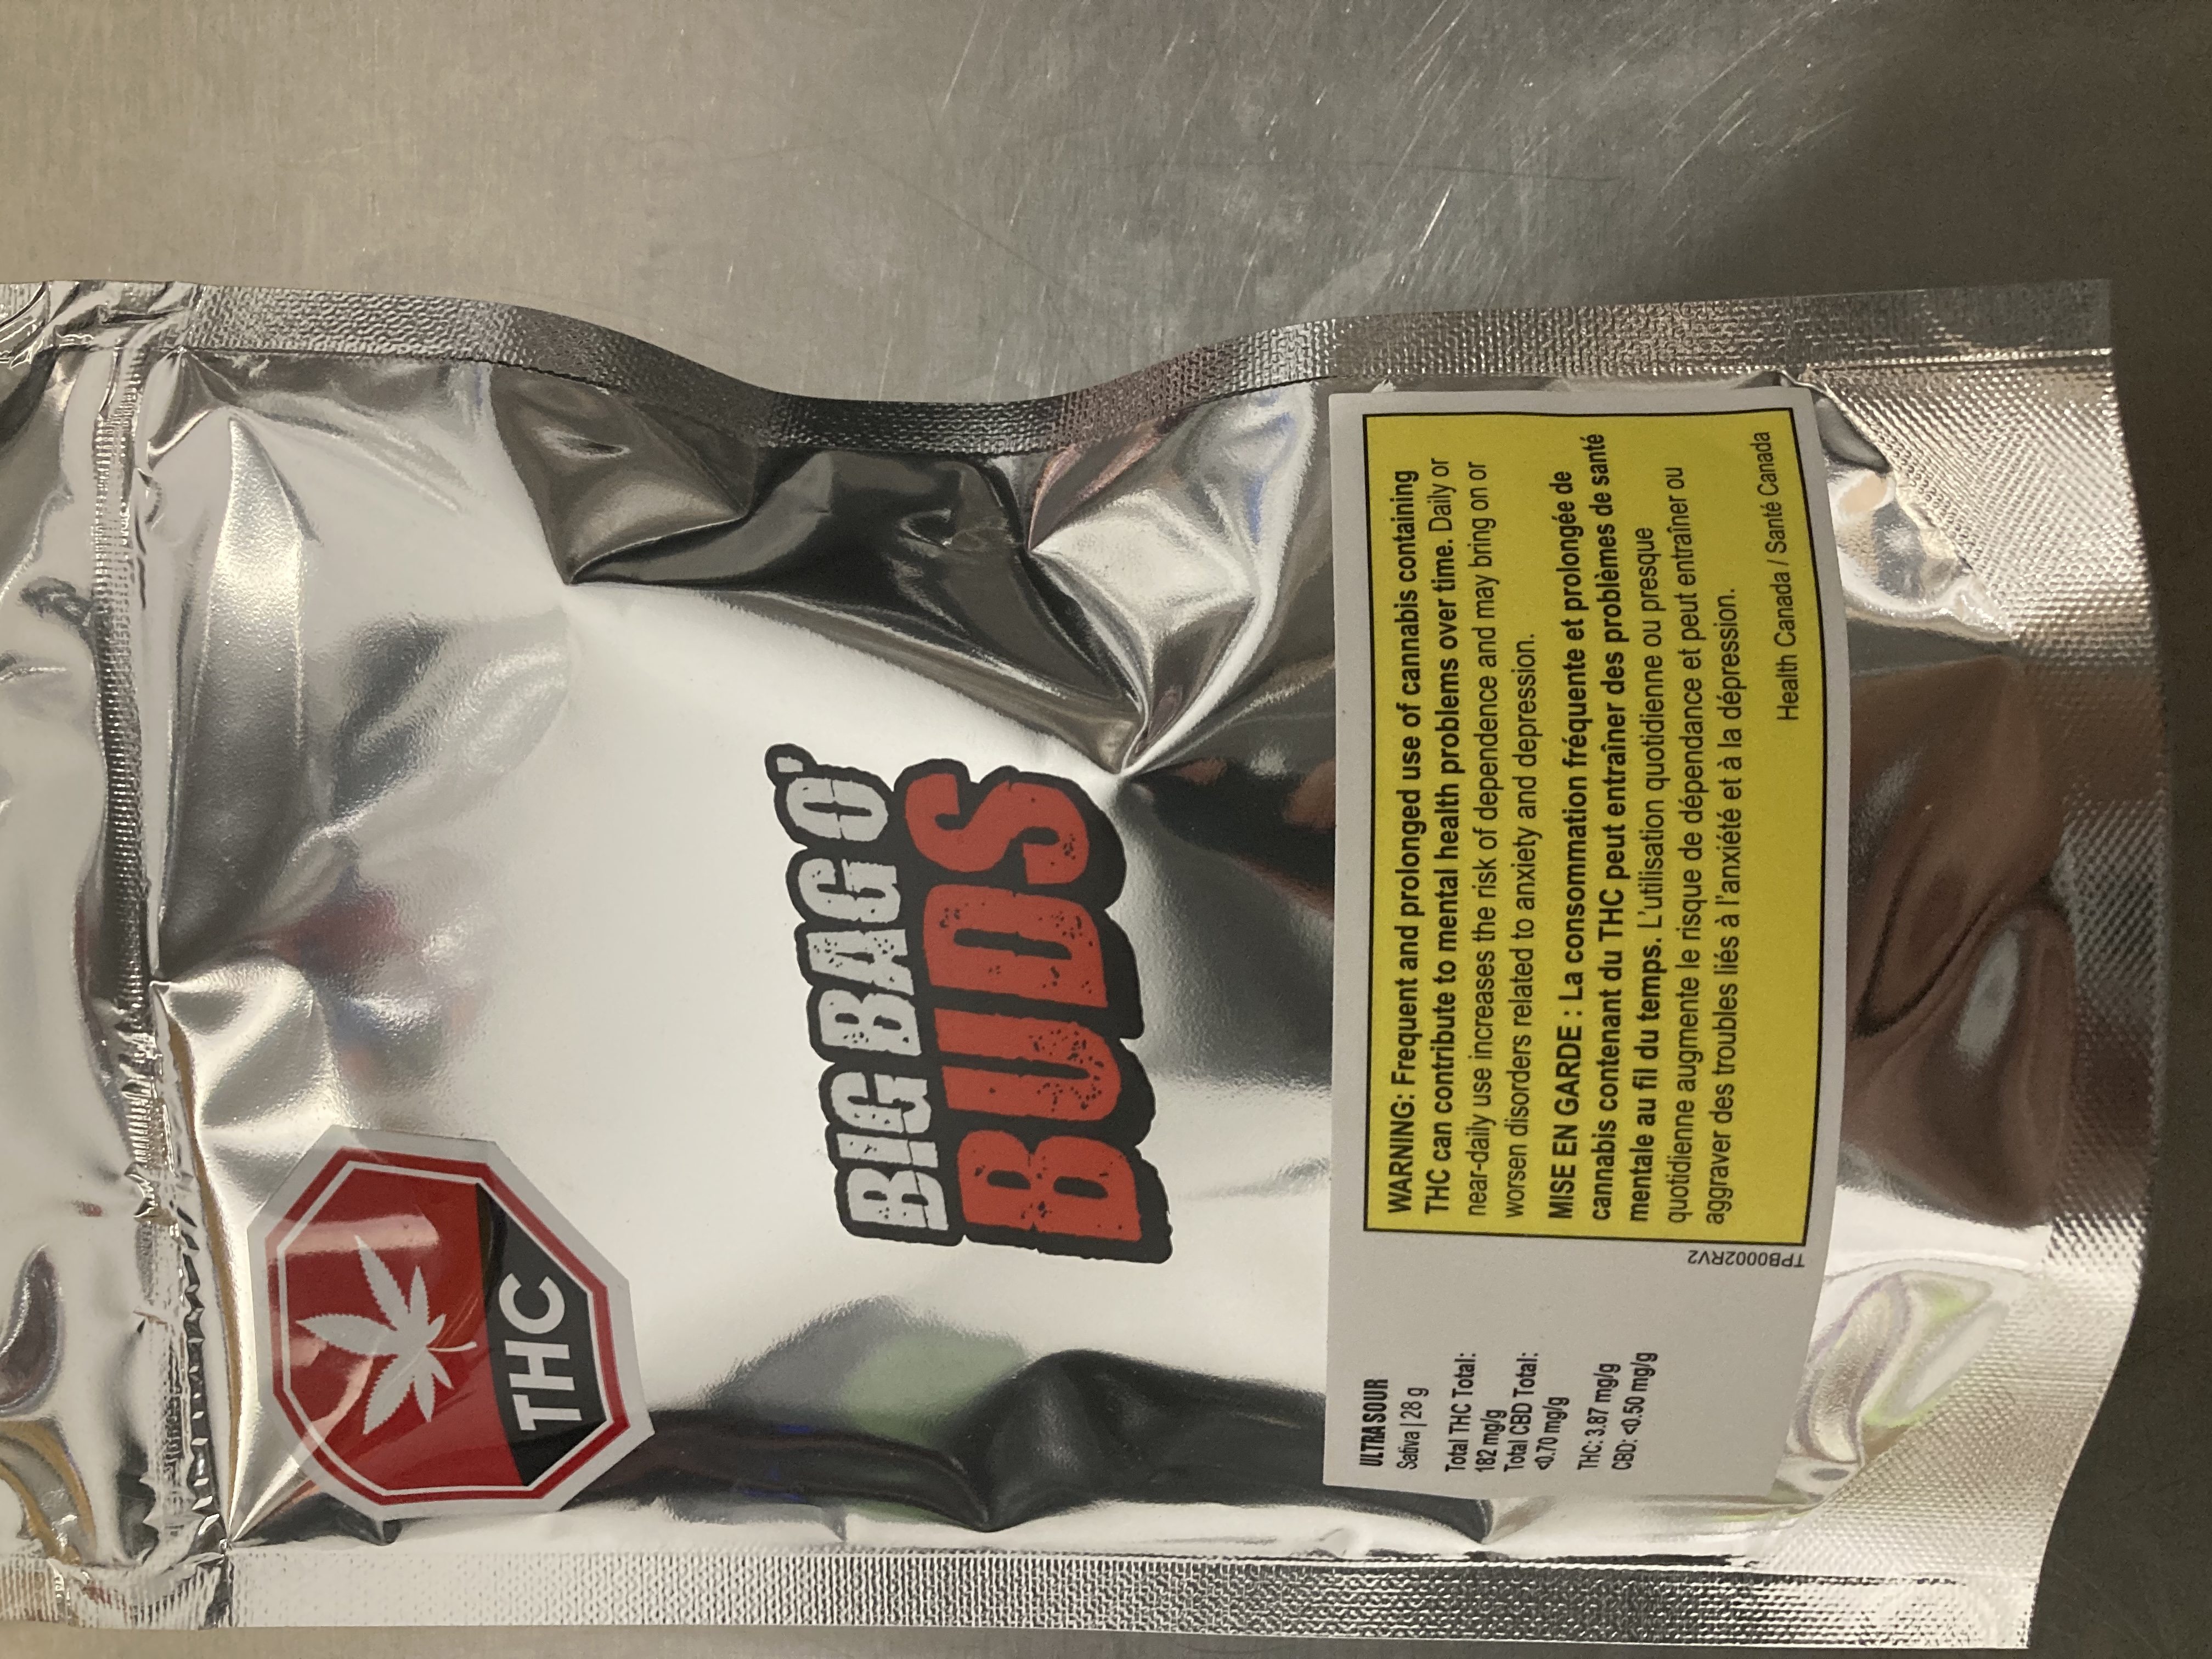 THC
BIG BAG O'
BUDS
ULTRA SOUR
Sativa | 28 g
Total THC Total:
182 mg/g
Total CBD Total:
<0.70 mg/g
THC: 3.87 mg/g
CBD: <0.50 mg/g
TPB0002RV2
WARNING: Frequent and prolonged use of cannabis containing
THC can contribute to mental health problems over time. Daily or
near-daily use increases the risk of dependence and may bring on or
worsen disorders related to anxiety and depression.
MISE EN GARDE : La consommation fréquente et prolongée de
cannabis contenant du THC peut entraîner des problèmes de santé
mentale au fil du temps. L'utilisation quotidienne ou presque
quotidienne augmente le risque de dépendance et peut entraîner ou
aggraver des troubles liés à l'anxiété et à la dépression.
Health Canada / Santé Canada